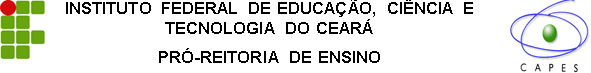 INSTITUTO FEDERAL DE EDUCAÇÃO, CIÊNCIA E
TECNOLOGIA DO CEARÁ
PRÓ-REITORIA DE ENSINO
CAPES